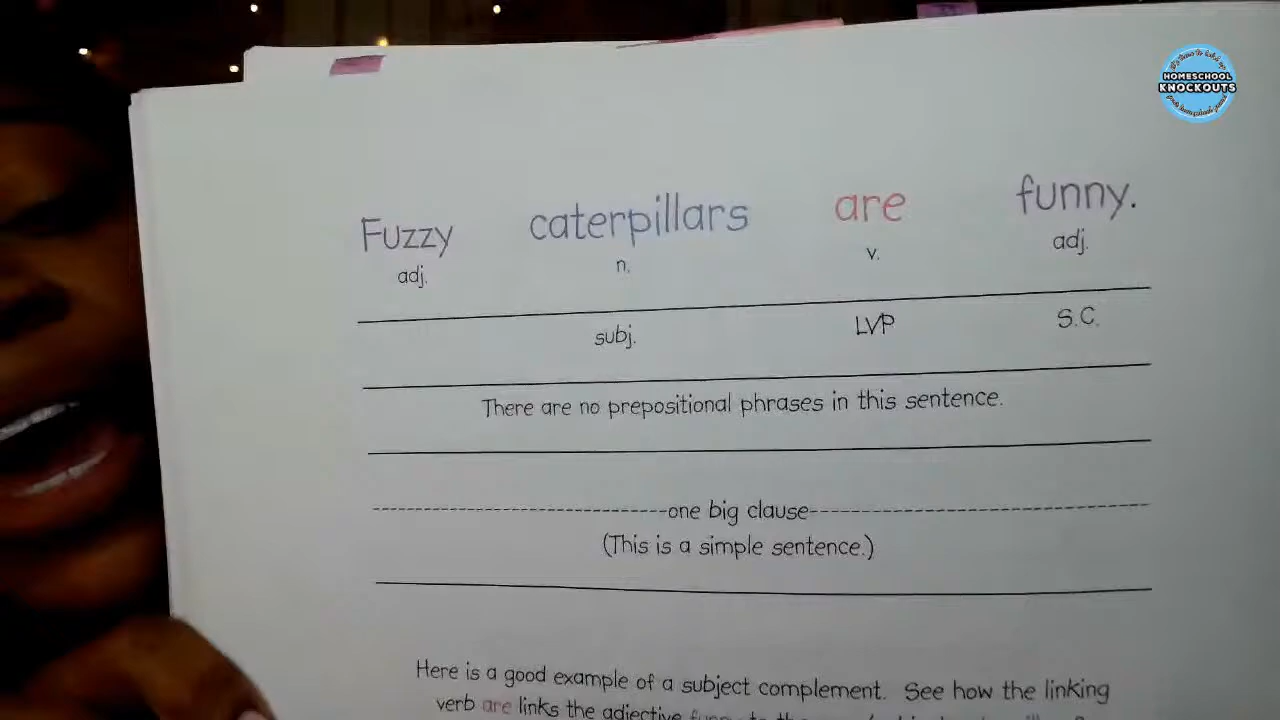 HOMESCHOOL
KNOCKOUTS
Fuzzy caterpillars are funny.
adj. n. v. adj.
subj. LVP S.C.
There are no prepositional phrases in this sentence.
one big clause
(This is a simple sentence.)
Here is a good example of a subject complement. See how the linking
verb are links the adjective